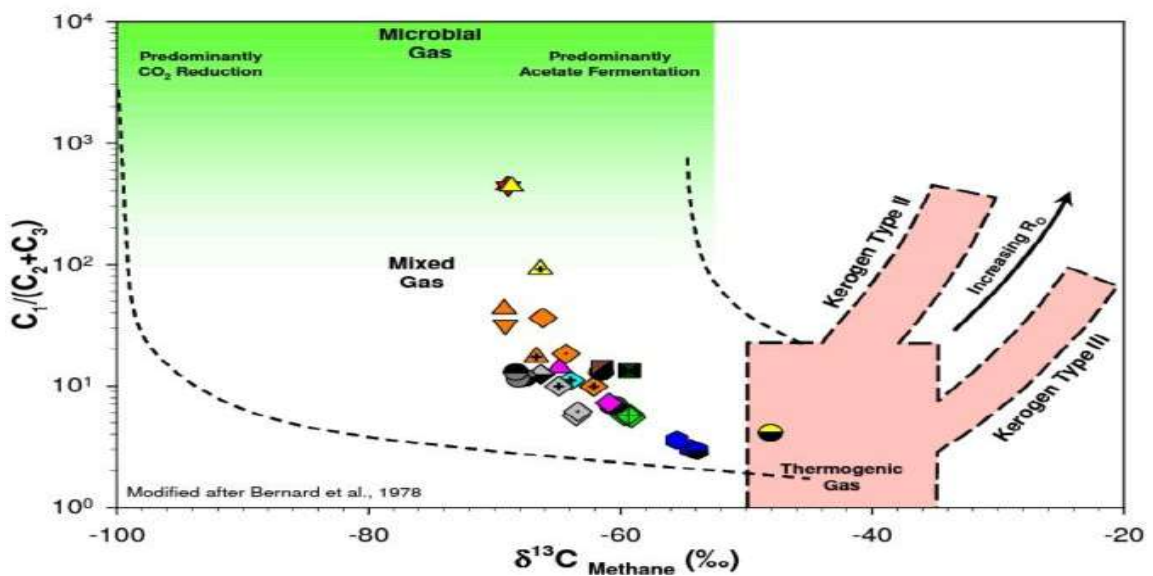 10⁴
Microbial
Gas
Predominantly
CO₂ Reduction
Predominantly
Acetate Fermentation
10³
Kerogen Type II
Increasing R₀
C₁/(C₂+C₃)
Mixed
Gas
10²
Kerogen Type IIi
10¹
Thermogenic
Gas
Modified after Bernard et al., 1978
10⁰
-100
-80
-60
-40
-20
δ¹³C Methane (‰)